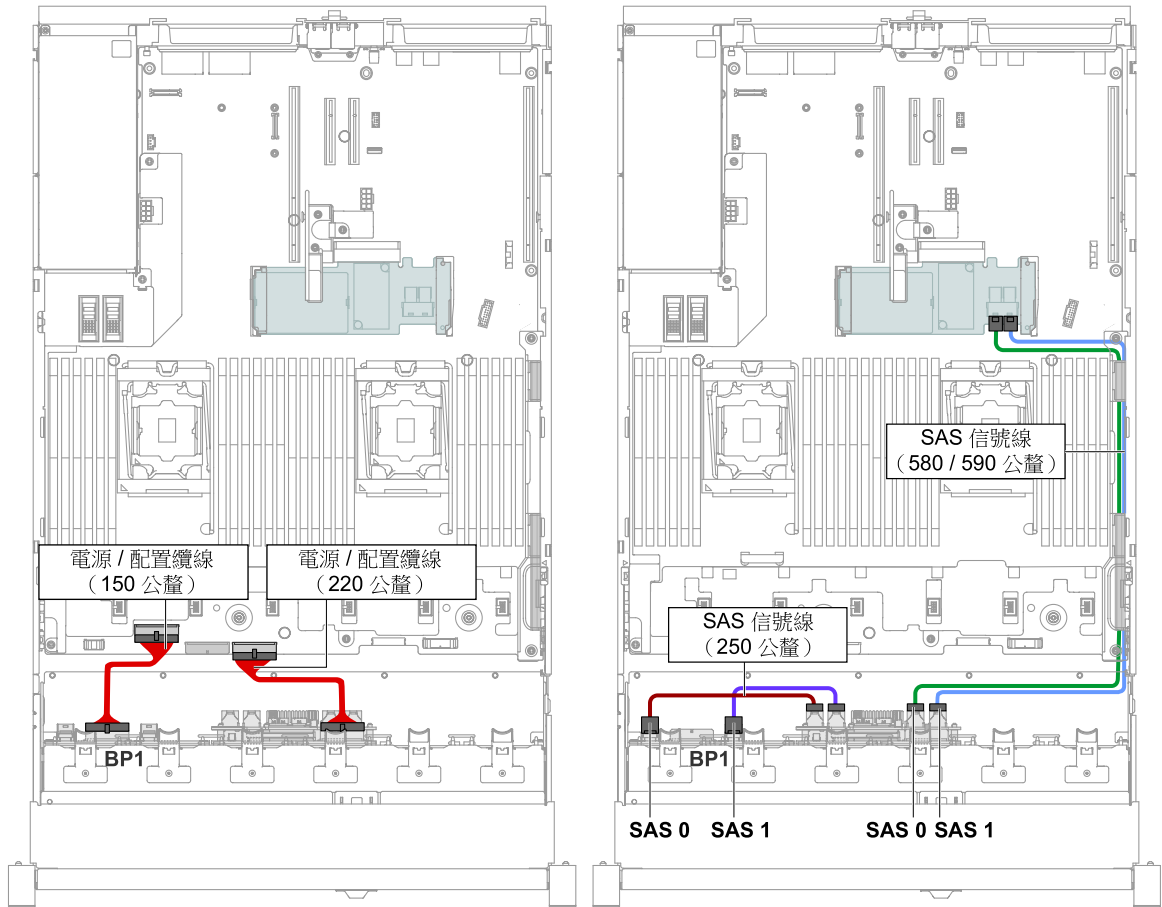 電源 / 配置纜線
（150 公釐）
電源 / 配置纜線
（220 公釐）
BP1
SAS 信號線
（580 / 590 公釐）
SAS 信號線
（250 公釐）
BP1
SAS 0
SAS 1
SAS 0
SAS 1